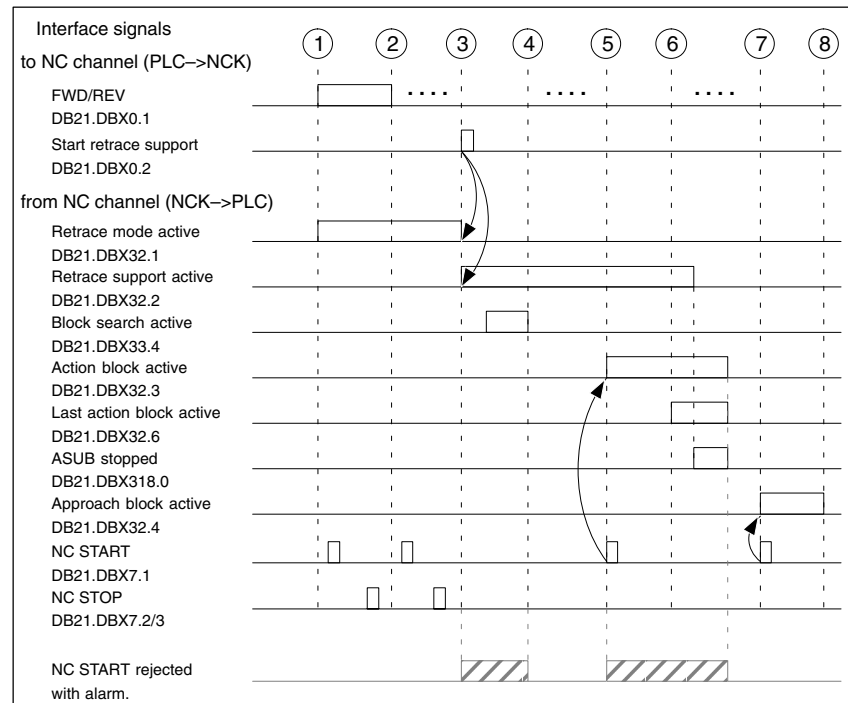 Interface signals
1 2 3 4 5 6 7 8
to NC channel (PLC–>NCK)
FWD/REV
DB21.DBX0.1
Start retrace support
DB21.DBX0.2
from NC channel (NCK–>PLC)
Retrace mode active
DB21.DBX32.1
Retrace support active
DB21.DBX32.2
Block search active
DB21.DBX33.4
Action block active
DB21.DBX32.3
Last action block active
DB21.DBX32.6
ASUB stopped
DB21.DBX318.0
Approach block active
DB21.DBX32.4
NC START
DB21.DBX7.1
NC STOP
DB21.DBX7.2/3
NC START rejected
with alarm.